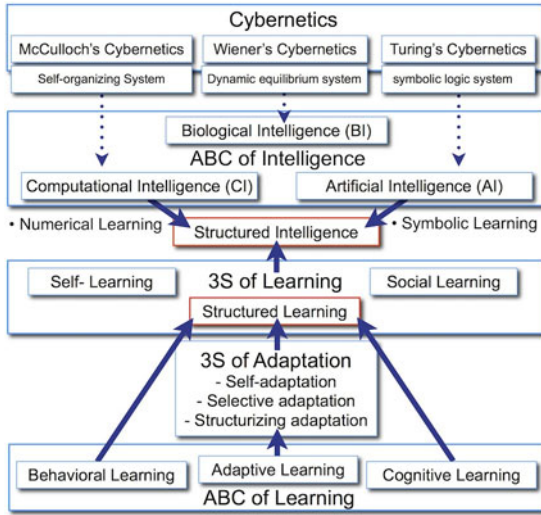 Cybernetics
McCulloch's Cybernetics
Wiener's Cybernetics
Turing's Cybernetics
Self-organizing System
Dynamic equilibrium system
symbolic logic system
Biological Intelligence (BI)
ABC of Intelligence
Computational Intelligence (CI)
Artificial Intelligence (AI)
• Numerical Learning
• Symbolic Learning
Structured Intelligence
Self- Learning
3S of Learning
Social Learning
Structured Learning
3S of Adaptation
- Self-adaptation
- Selective adaptation
- Structurizing adaptation
Behavioral Learning
Adaptive Learning
Cognitive Learning
ABC of Learning